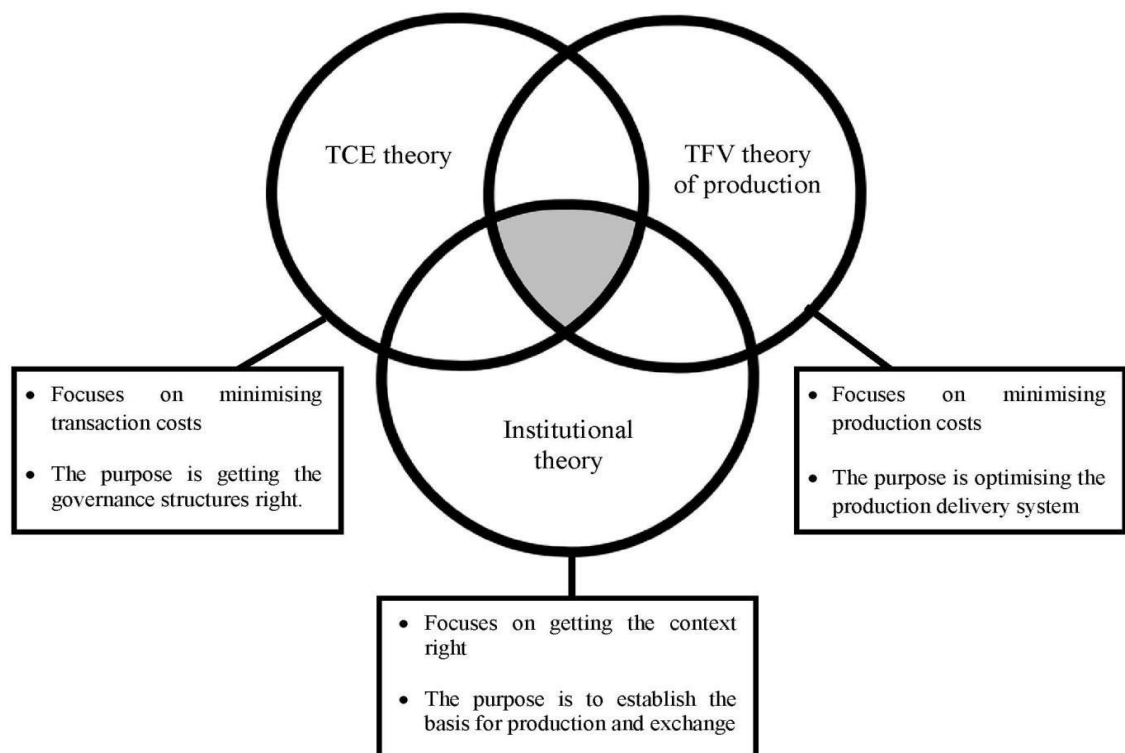 TCE theory
TFV theory
of production
Institutional
theory
• Focuses on minimising
transaction costs
• The purpose is getting the
governance structures right.
• Focuses on minimising
production costs
• The purpose is optimising the
production delivery system
• Focuses on getting the context
right
• The purpose is to establish the
basis for production and exchange